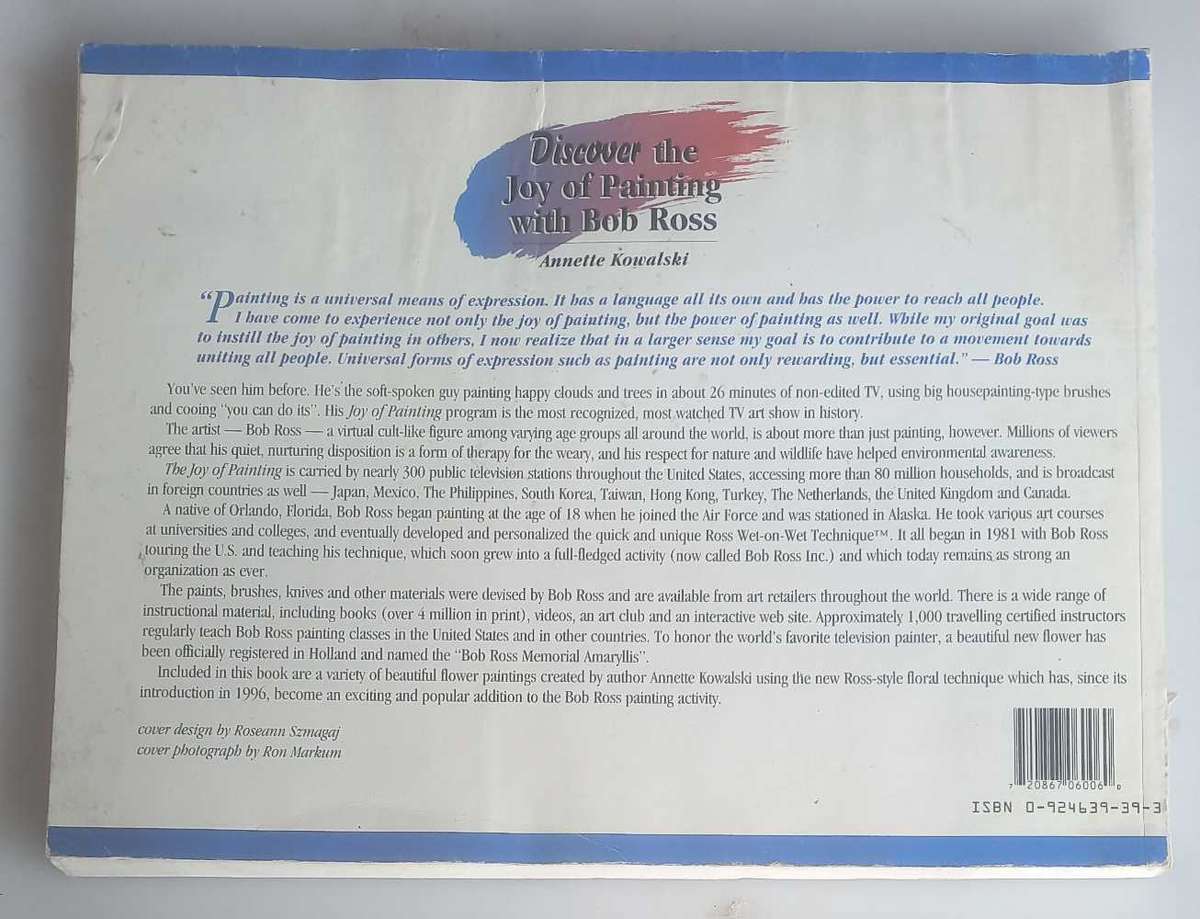 Discover the
Joy of Painting
with Bob Ross
Annette Kowalski
“Painting is a universal means of expression. It has a language all its own and has the power to reach all people.
I have come to experience not only the joy of painting, but the power of painting as well. While my original goal was
to instill the joy of painting in others, I now realize that in a larger sense my goal is to contribute to a movement towards
uniting all people. Universal forms of expression such as painting are not only rewarding, but essential.” — Bob Ross
You've seen him before. He's the soft-spoken guy painting happy clouds and trees in about 26 minutes of non-edited TV, using big housepainting-type brushes
and cooing “you can do its”. His Joy of Painting program is the most recognized, most watched TV art show in history.
The artist — Bob Ross — a virtual cult-like figure among varying age groups all around the world, is about more than just painting, however. Millions of viewers
agree that his quiet, nurturing disposition is a form of therapy for the weary, and his respect for nature and wildlife have helped environmental awareness.
The Joy of Painting is carried by nearly 300 public television stations throughout the United States, accessing more than 80 million households, and is broadcast
in foreign countries as well — Japan, Mexico, The Philippines, South Korea, Taiwan, Hong Kong, Turkey, The Netherlands, the United Kingdom and Canada.
A native of Orlando, Florida, Bob Ross began painting at the age of 18 when he joined the Air Force and was stationed in Alaska. He took various art courses
at universities and colleges, and eventually developed and personalized the quick and unique Ross Wet-on-Wet Technique™. It all began in 1981 with Bob Ross
touring the U.S. and teaching his technique, which soon grew into a full-fledged activity (now called Bob Ross Inc.) and which today remains as strong an
organization as ever.
The paints, brushes, knives and other materials were devised by Bob Ross and are available from art retailers throughout the world. There is a wide range of
instructional material, including books (over 4 million in print), videos, an art club and an interactive web site. Approximately 1,000 travelling certified instructors
regularly teach Bob Ross painting classes in the United States and in other countries. To honor the world's favorite television painter, a beautiful new flower has
been officially registered in Holland and named the “Bob Ross Memorial Amaryllis”.
Included in this book are a variety of beautiful flower paintings created by author Annette Kowalski using the new Ross-style floral technique which has, since its
introduction in 1996, become an exciting and popular addition to the Bob Ross painting activity.
cover design by Roseann Szmagaj
cover photograph by Ron Markum
7 20867 06006 0
ISBN 0-924639-39-3